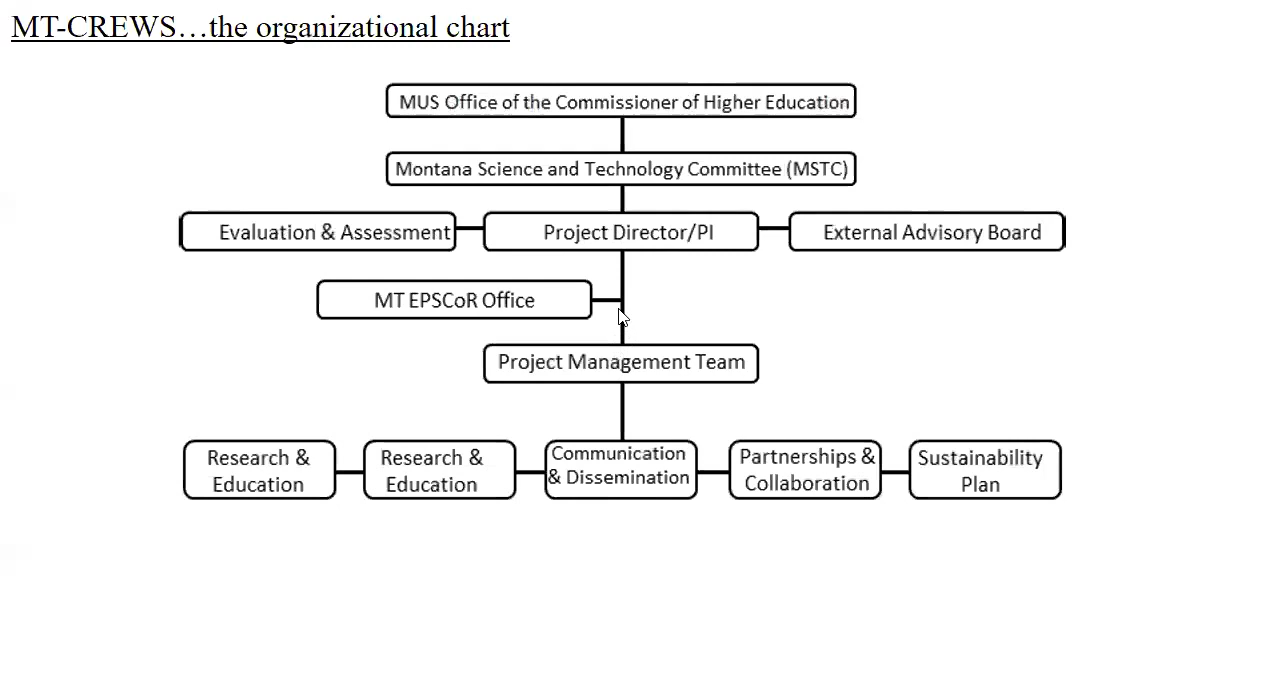 MT-CREWS...the organizational chart
MUS Office of the Commissioner of Higher Education
Montana Science and Technology Committee (MSTC)
Evaluation & Assessment
Project Director/PI
External Advisory Board
MT EPSCoR Office
Project Management Team
Research &
Education
Research &
Education
Communication
& Dissemination
Partnerships &
Collaboration
Sustainability
Plan